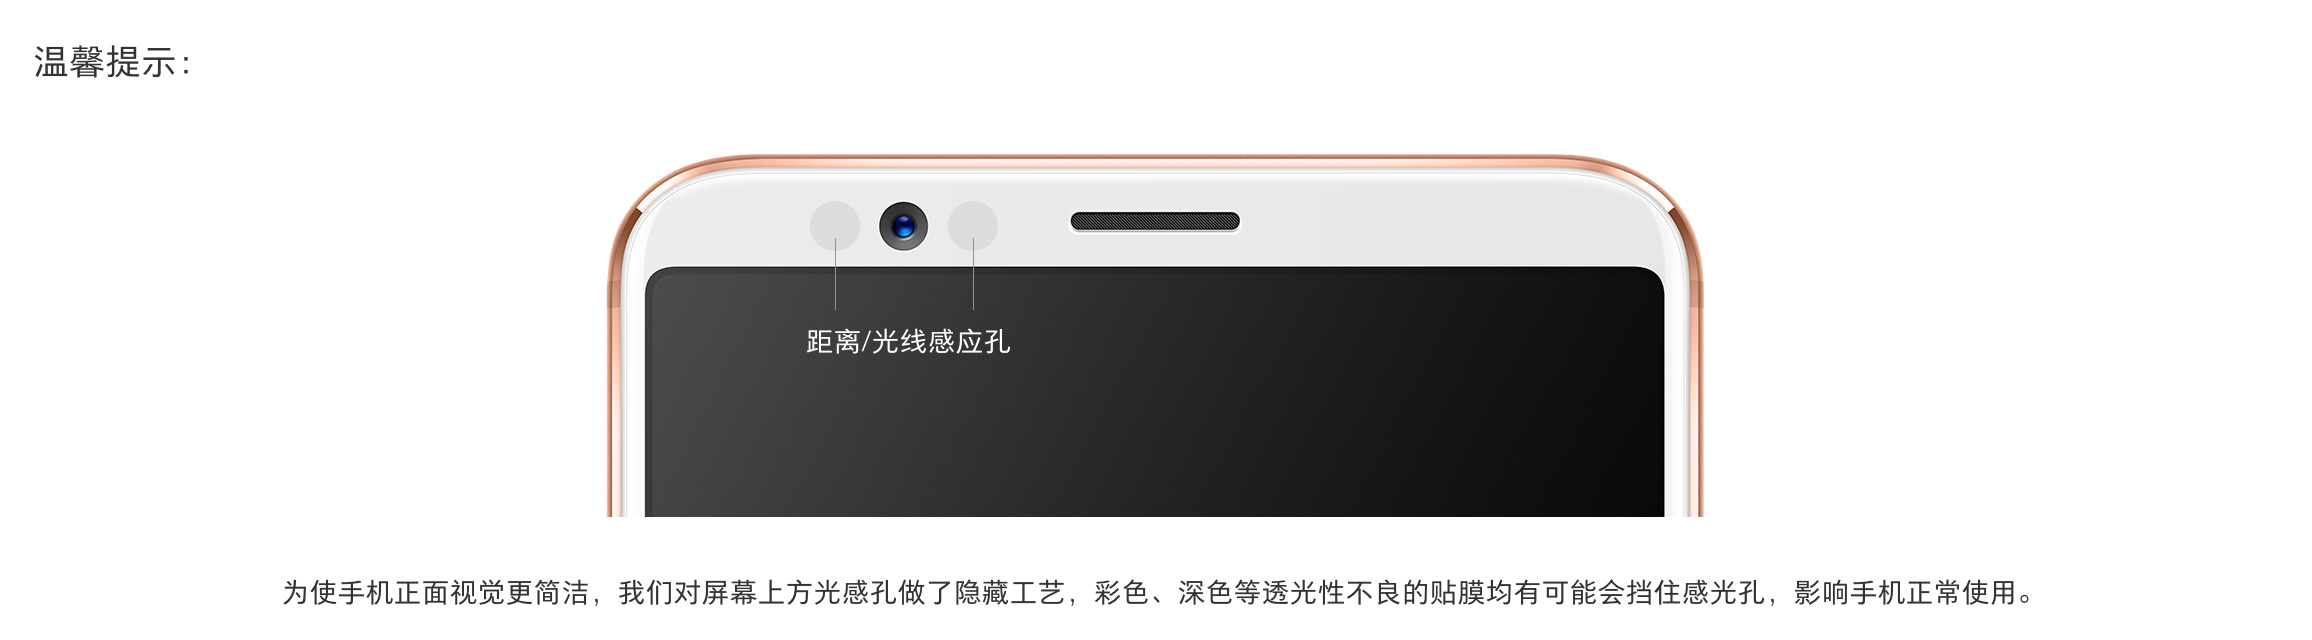 温馨提示：
距离/光线感应孔
为使手机正面视觉更简洁，我们对屏幕上方光感孔做了隐藏工艺，彩色、深色等透光性不良的贴膜均有可能会挡住感光孔，影响手机正常使用。